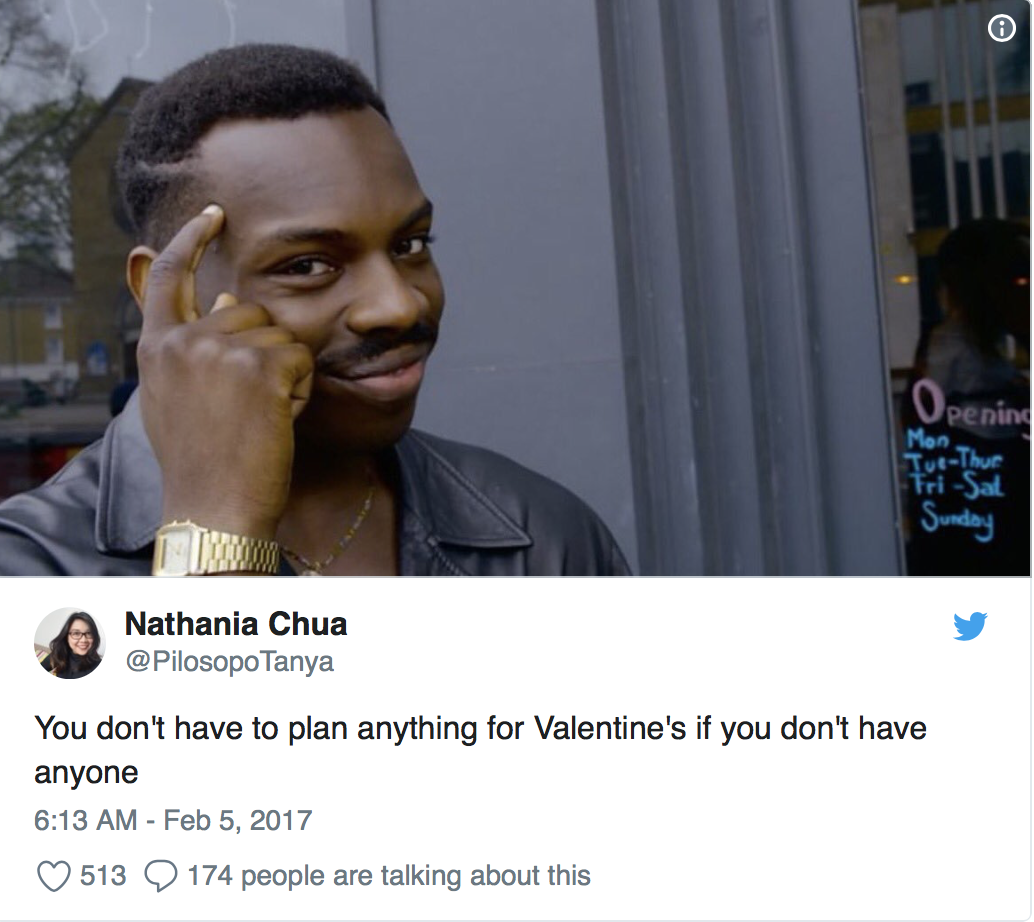 Opening
Mon
Tue-Thur
Fri-Sat
Sunday
Nathania Chua
@PilosopoTanya
You don't have to plan anything for Valentine's if you don't have
anyone
6:13 AM - Feb 5, 2017
513 174 people are talking about this